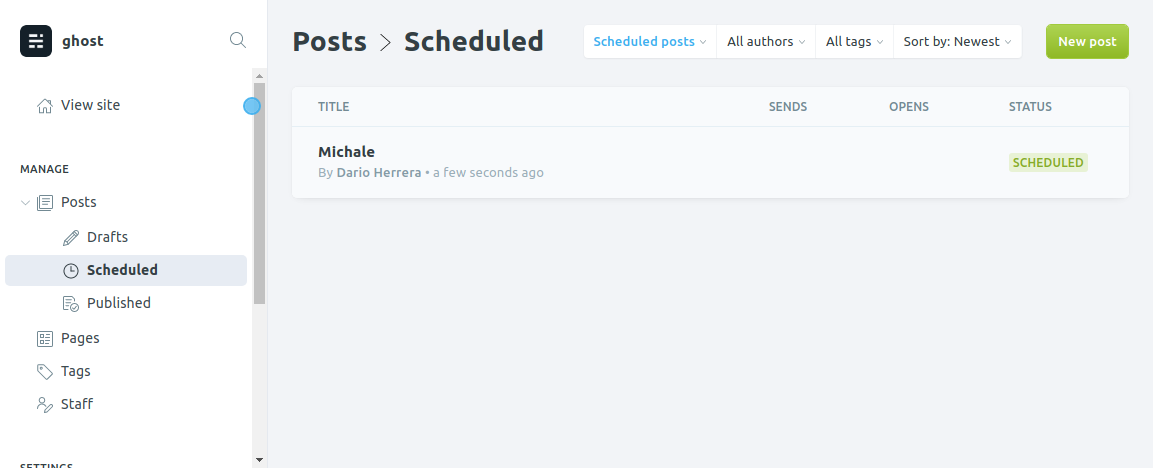 ghost
View site
MANAGE
Posts
Drafts
Scheduled
Published
Pages
Tags
Staff
SETTINGS
Posts > Scheduled
Scheduled posts
All authors
All tags
Sort by: Newest
New post
TITLE SENDS OPENS STATUS
Michale
By Dario Herrera • a few seconds ago
SCHEDULED